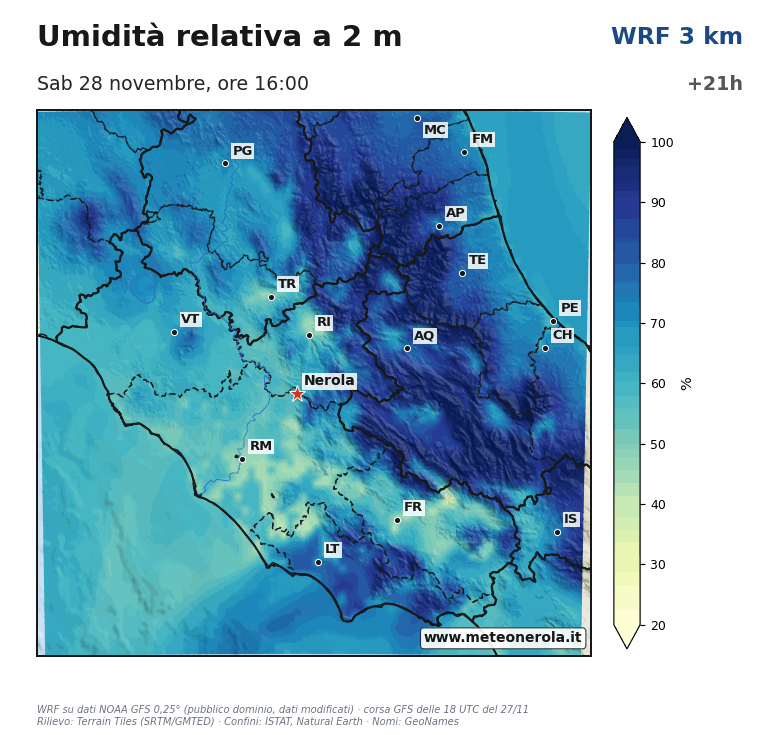 Umidità relativa a 2 m
WRF 3 km
Sab 28 novembre, ore 16:00
+21h
MC
FM
PG
AP
TE
TR
PE
VT
RI
CH
AQ
Nerola
RM
FR
IS
LT
www.meteonerola.it
100
90
80
70
60
50
40
30
20
%
WRF su dati NOAA GFS 0,25° (pubblico dominio, dati modificati) · corsa GFS delle 18 UTC del 27/11
Rilievo: Terrain Tiles (SRTM/GMTED) · Confini: ISTAT, Natural Earth · Nomi: GeoNames